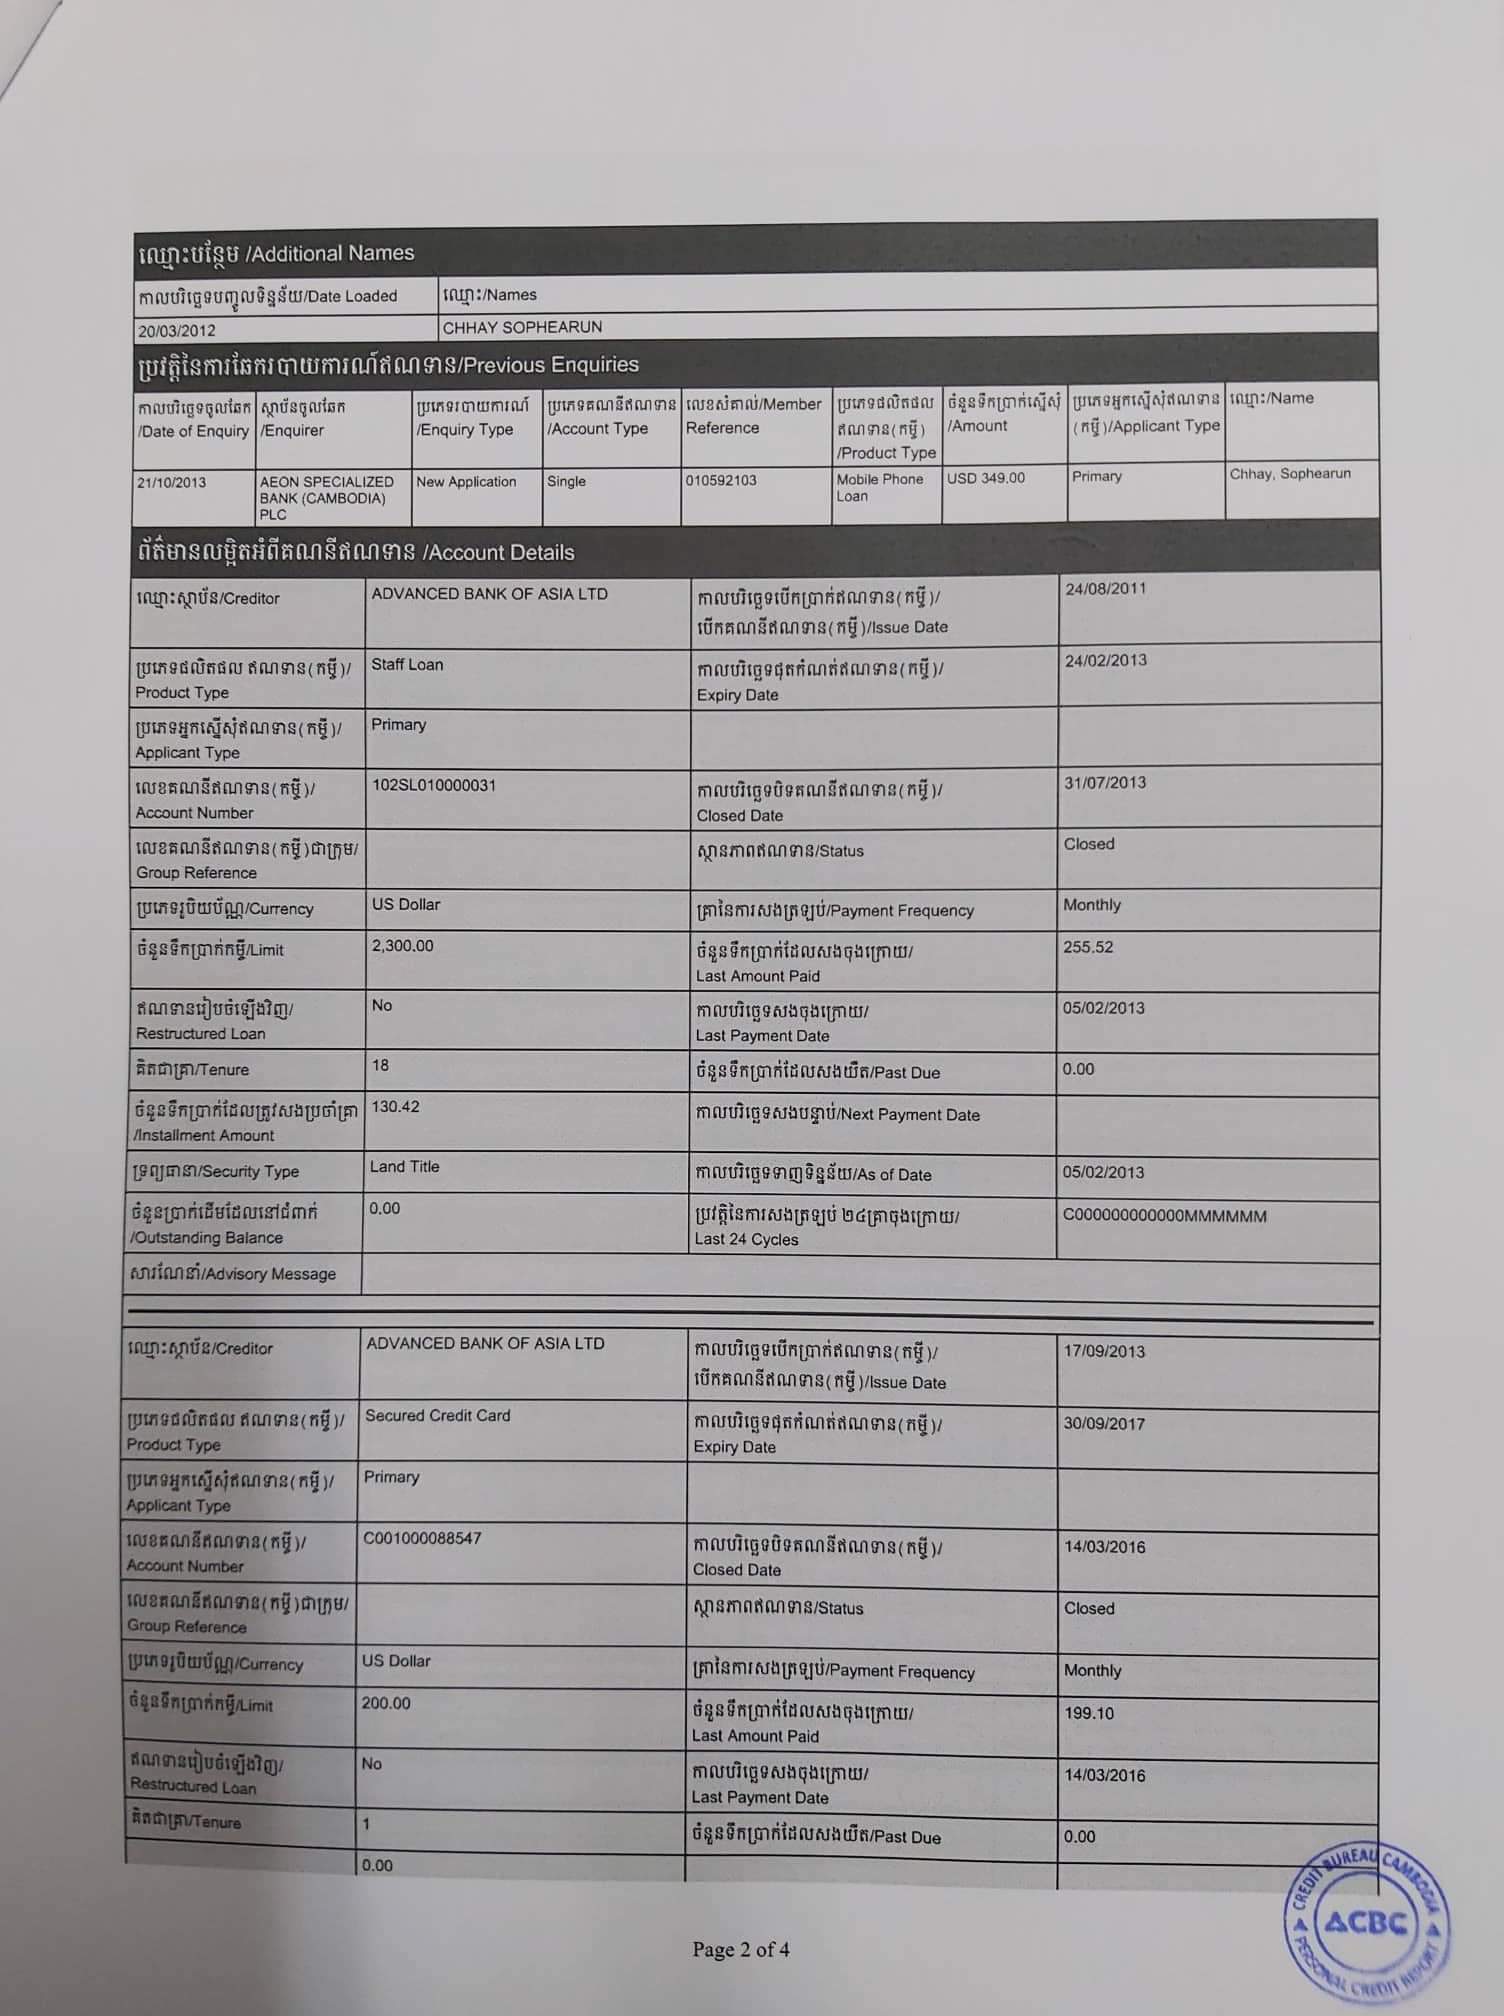 ឈ្មោះបន្ថែម /Additional Names
កាលបរិច្ឆេទបញ្ចូលទិន្នន័យ/Date Loaded
ឈ្មោះ/Names
20/03/2012
CHHAY SOPHEARUN
ប្រវត្តិនៃការឆែករបាយការណ៍ឥណទាន/Previous Enquiries
កាលបរិច្ឆេទចូលឆែក
/Date of Enquiry
ស្ថាប័នចូលឆែក
/Enquirer
ប្រភេទរបាយការណ៍
/Enquiry Type
ប្រភេទគណនីឥណទាន
/Account Type
លេខសំគាល់/Member
Reference
ប្រភេទផលិតផល
ឥណទាន(កម្ចី)
/Product Type
ចំនួនទឹកប្រាក់ស្នើសុំ
/Amount
ប្រភេទអ្នកស្នើសុំឥណទាន
(កម្ចី)/Applicant Type
ឈ្មោះ/Name
21/10/2013
AEON SPECIALIZED
BANK (CAMBODIA)
PLC
New Application
Single
010592103
Mobile Phone
Loan
USD 349.00
Primary
Chhay, Sophearun
ព័ត៌មានលម្អិតអំពីគណនីឥណទាន /Account Details
ឈ្មោះស្ថាប័ន/Creditor
ADVANCED BANK OF ASIA LTD
កាលបរិច្ឆេទបើកប្រាក់ឥណទាន(កម្ចី)/
បើកគណនីឥណទាន(កម្ចី)/Issue Date
24/08/2011
ប្រភេទផលិតផល ឥណទាន(កម្ចី)/
Product Type
Staff Loan
កាលបរិច្ឆេទផុតកំណត់ឥណទាន(កម្ចី)/
Expiry Date
24/02/2013
ប្រភេទអ្នកស្នើសុំឥណទាន(កម្ចី)/
Applicant Type
Primary
លេខគណនីឥណទាន(កម្ចី)/
Account Number
102SL010000031
កាលបរិច្ឆេទបិទគណនីឥណទាន(កម្ចី)/
Closed Date
31/07/2013
លេខគណនីឥណទាន(កម្ចី)ជាក្រុម/
Group Reference
ស្ថានភាពឥណទាន/Status
Closed
ប្រភេទរូបិយប័ណ្ណ/Currency
US Dollar
គ្រានៃការសងត្រឡប់/Payment Frequency
Monthly
ចំនួនទឹកប្រាក់កម្ចី/Limit
2,300.00
ចំនួនទឹកប្រាក់ដែលសងចុងក្រោយ/
Last Amount Paid
255.52
ឥណទានរៀបចំឡើងវិញ/
Restructured Loan
No
កាលបរិច្ឆេទសងចុងក្រោយ/
Last Payment Date
05/02/2013
គិតជាគ្រា/Tenure
18
ចំនួនទឹកប្រាក់ដែលសងយឺត/Past Due
0.00
ចំនួនទឹកប្រាក់ដែលត្រូវសងប្រចាំគ្រា
/Installment Amount
130.42
កាលបរិច្ឆេទសងបន្ទាប់/Next Payment Date
ទ្រព្យធានា/Security Type
Land Title
កាលបរិច្ឆេទទាញទិន្នន័យ/As of Date
05/02/2013
ចំនួនប្រាក់ដើមដែលនៅជំពាក់
/Outstanding Balance
0.00
ប្រវត្តិនៃការសងត្រឡប់ ២៤គ្រាចុងក្រោយ/
Last 24 Cycles
C000000000000MMMMMM
សារណែនាំ/Advisory Message
ឈ្មោះស្ថាប័ន/Creditor
ADVANCED BANK OF ASIA LTD
កាលបរិច្ឆេទបើកប្រាក់ឥណទាន(កម្ចី)/
បើកគណនីឥណទាន(កម្ចី)/Issue Date
17/09/2013
ប្រភេទផលិតផល ឥណទាន(កម្ចី)/
Product Type
Secured Credit Card
កាលបរិច្ឆេទផុតកំណត់ឥណទាន(កម្ចី)/
Expiry Date
30/09/2017
ប្រភេទអ្នកស្នើសុំឥណទាន(កម្ចី)/
Applicant Type
Primary
លេខគណនីឥណទាន(កម្ចី)/
Account Number
C001000088547
កាលបរិច្ឆេទបិទគណនីឥណទាន(កម្ចី)/
Closed Date
14/03/2016
លេខគណនីឥណទាន(កម្ចី)ជាក្រុម/
Group Reference
ស្ថានភាពឥណទាន/Status
Closed
ប្រភេទរូបិយប័ណ្ណ/Currency
US Dollar
គ្រានៃការសងត្រឡប់/Payment Frequency
Monthly
ចំនួនទឹកប្រាក់កម្ចី/Limit
200.00
ចំនួនទឹកប្រាក់ដែលសងចុងក្រោយ/
Last Amount Paid
199.10
ឥណទានរៀបចំឡើងវិញ/
Restructured Loan
No
កាលបរិច្ឆេទសងចុងក្រោយ/
Last Payment Date
14/03/2016
គិតជាគ្រា/Tenure
1
ចំនួនទឹកប្រាក់ដែលសងយឺត/Past Due
0.00
0.00
CREDIT BUREAU CAMBODIA
CBC
PERSONAL CREDIT REPORT
Page 2 of 4